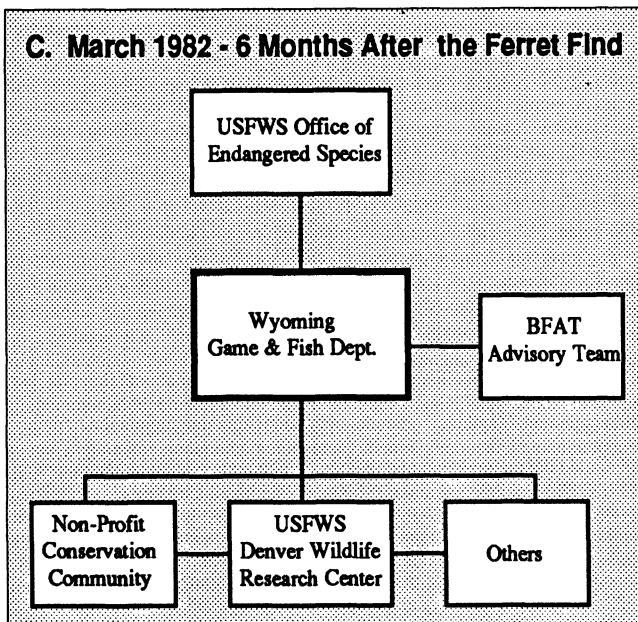 C. March 1982 - 6 Months After the Ferret Find
USFWS Office of
Endangered Species
Wyoming
Game & Fish Dept.
BFAT
Advisory Team
Non-Profit
Conservation
Community
USFWS
Denver Wildlife
Research Center
Others